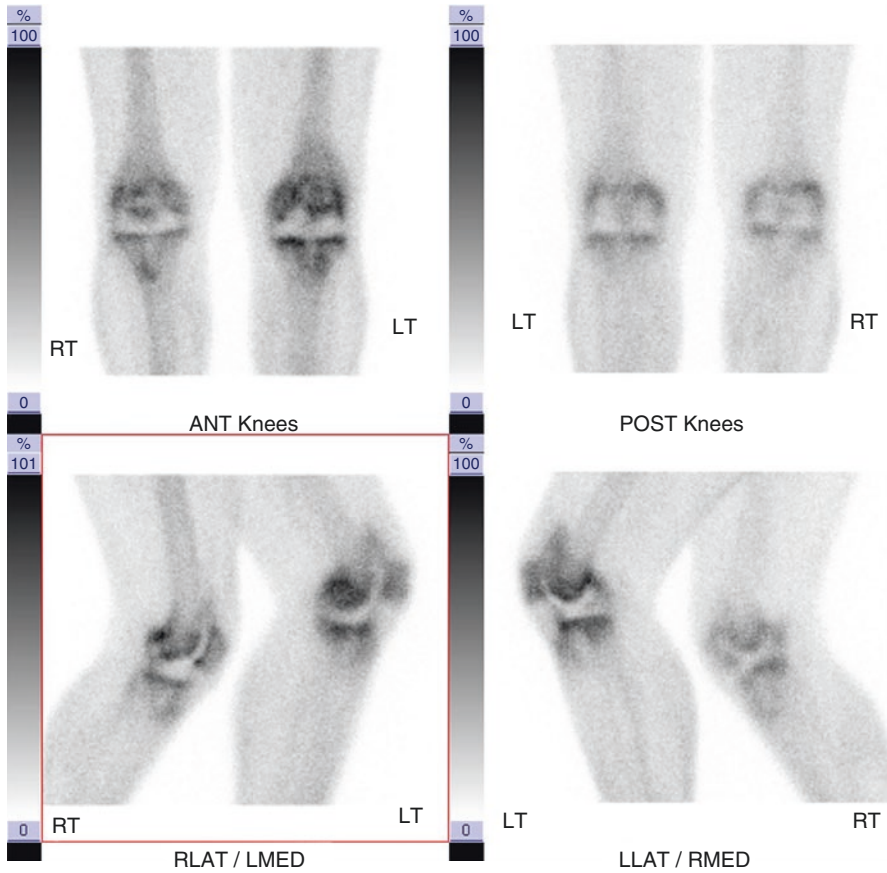 %
100
%
100
RT
LT
LT
RT
0
ANT Knees
0
POST Knees
%
101
%
100
0
RT
LT
0
LT
RT
RLAT / LMED
LLAT / RMED